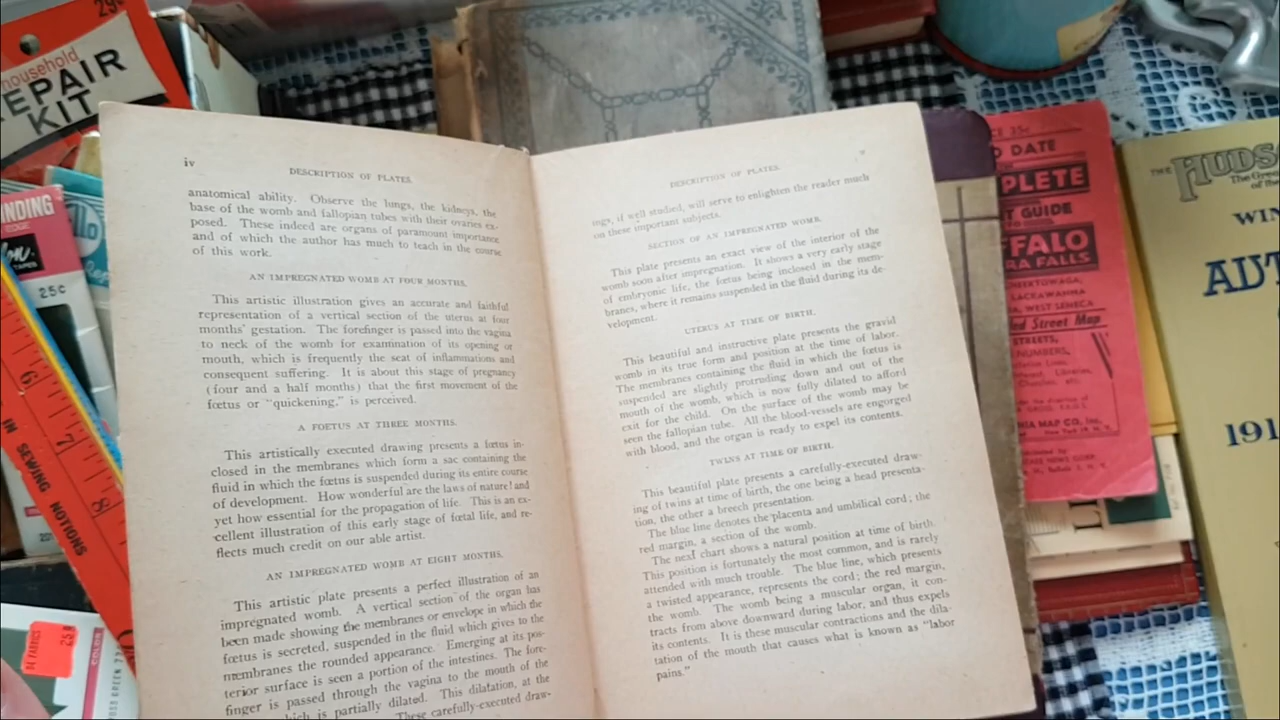 29¢
household
REPAIR
KIT
INDING
EDGE
on.
TAPES
25¢
6
7
8
IN SEWING NOTIONS
25¢
iv
DESCRIPTION OF PLATES.
anatomical ability. Observe the lungs, the kidneys, the
base of the womb and fallopian tubes with their ovaries ex-
posed. These indeed are organs of paramount importance
and of which the author has much to teach in the course
of this work.
AN IMPREGNATED WOMB AT FOUR MONTHS.
This artistic illustration gives an accurate and faithful
representation of a vertical section of the uterus at four
months' gestation. The forefinger is passed into the vagina
to neck of the womb for examination of its opening or
mouth, which is frequently the seat of inflammations and
consequent suffering. It is about this stage of pregnancy
(four and a half months) that the first movement of the
fœtus or "quickening," is perceived.
A FOETUS AT THREE MONTHS.
This artistically executed drawing presents a fœtus in-
closed in the membranes which form a sac containing the
fluid in which the fœtus is suspended during its entire course
of development. How wonderful are the laws of nature! and
yet how essential for the propagation of life. This is an ex-
cellent illustration of this early stage of fœtal life, and re-
flects much credit on our able artist.
AN IMPREGNATED WOMB AT EIGHT MONTHS.
This artistic plate presents a perfect illustration of an
impregnated womb. A vertical section of the organ has
been made showing the membranes or envelope in which the
fœtus is secreted, suspended in the fluid which gives to the
membranes the rounded appearance. Emerging at its pos-
terior surface is seen a portion of the intestines. The fore-
finger is passed through the vagina to the mouth of the
which is partially dilated. This dilatation, at the
These carefully-executed draw-
DESCRIPTION OF PLATES.
v
ings, if well studied, will serve to enlighten the reader much
on these important subjects.
SECTION OF AN IMPREGNATED WOMB.
This plate presents an exact view of the interior of the
womb soon after impregnation. It shows a very early stage
of embryonic life, the fœtus being inclosed in the mem-
branes, where it remains suspended in the fluid during its de-
velopment.
UTERUS AT TIME OF BIRTH.
This beautiful and instructive plate presents the gravid
womb in its true form and position at the time of labor.
The membranes containing the fluid in which the fœtus is
suspended are slightly protruding down and out of the
mouth of the womb, which is now fully dilated to afford
exit for the child. On the surface of the womb may be
seen the fallopian tube. All the blood-vessels are engorged
with blood, and the organ is ready to expel its contents.
TWINS AT TIME OF BIRTH.
This beautiful plate presents a carefully-executed draw-
ing of twins at time of birth, the one being a head presenta-
tion, the other a breech presentation.
The blue line denotes the placenta and umbilical cord; the
red margin, a section of the womb.
The next chart shows a natural position at time of birth.
This position is fortunately the most common, and is rarely
attended with much trouble. The blue line, which presents
a twisted appearance, represents the cord; the red margin,
the womb. The womb being a muscular organ, it con-
tracts from above downward during labor, and thus expels
its contents. It is these muscular contractions and the dila-
tation of the mouth that causes what is known as "labor
pains."
35c
DATE
PLETE
GUIDE
FFALO
RA FALLS
CHEEKTOWAGA,
LACKAWANNA
WEST SENECA
Street Map
STREETS,
NUMBERS,
MAP CO., Inc.
THE HUDS
The Grea
of the
WIN
AUT
191